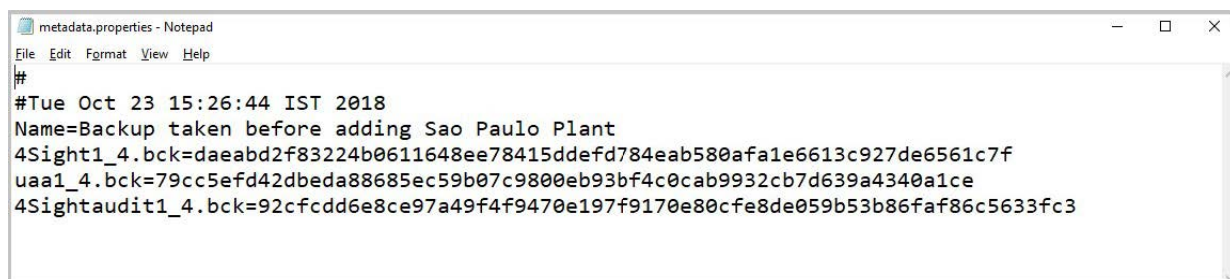 metadata.properties - Notepad
File Edit Format View Help
#
#Tue Oct 23 15:26:44 IST 2018
Name=Backup taken before adding Sao Paulo Plant
4Sight1_4.bck=daeabd2f83224b0611648ee78415ddefd784eab580afa1e6613c927de6561c7f
uaa1_4.bck=79cc5efd42dbeda88685ec59b07c9800eb93bf4c0cab9932cb7d639a4340a1ce
4Sightaudit1_4.bck=92cfcdd6e8ce97a49f4f9470e197f9170e80cfe8de059b53b86faf86c5633fc3